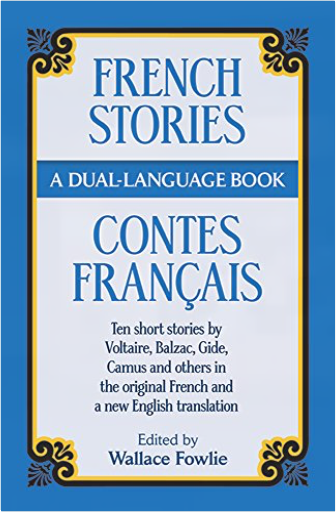 FRENCH
STORIES
A DUAL-LANGUAGE BOOK
CONTES
FRANÇAIS
Ten short stories by
Voltaire, Balzac, Gide,
Camus and others in
the original French and
a new English translation
Edited by
Wallace Fowlie